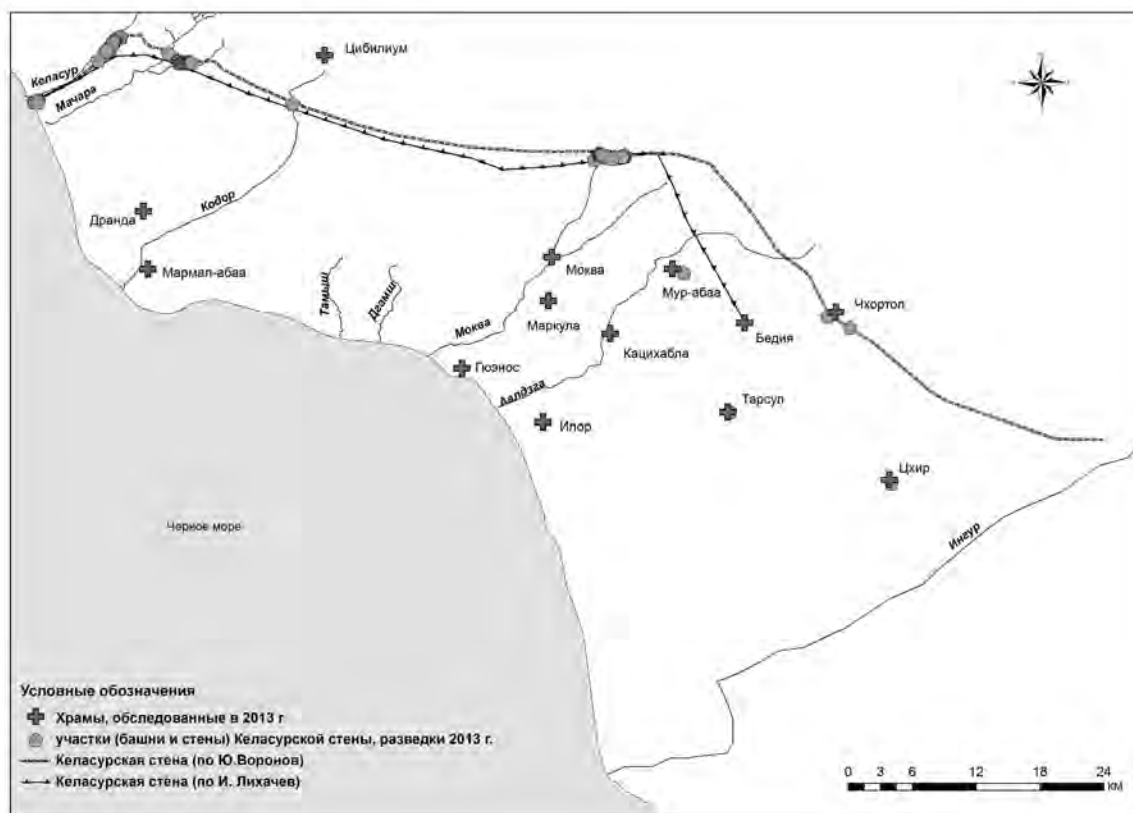 Цибилиум
Келасур
Мачара
Кодор
Дранда
Мармал-абаа
Тамыш
Дгамш
Моква
Моква
Маркула
Мур-абаа
Чхортол
Бедия
Кацихабла
Гюэнос
Аалдзга
Тарсул
Илор
Цхир
Черное море
Ингур
Условные обозначения
Храмы, обследованные в 2013 г
участки (башни и стены) Келасурской стены, разведки 2013 г.
Келасурская стена (по Ю.Воронов)
Келасурская стена (по И. Лихачев)
0 3 6 12 18 24
КМ